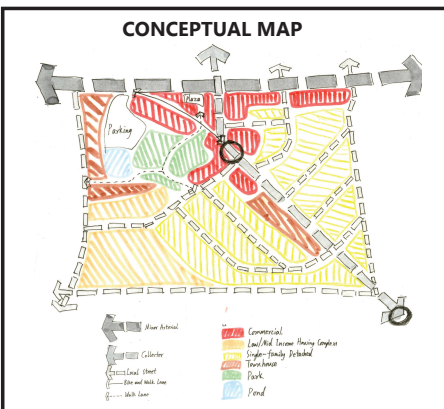 CONCEPTUAL MAP
Plaza
Parking
Minor Arterial
Collector
Local Street
Bike and Walk Lane
Walk Lane
Commercial
Low/Mid Income Housing Complex
Single-family Detached
Townhouse
Park
Pond